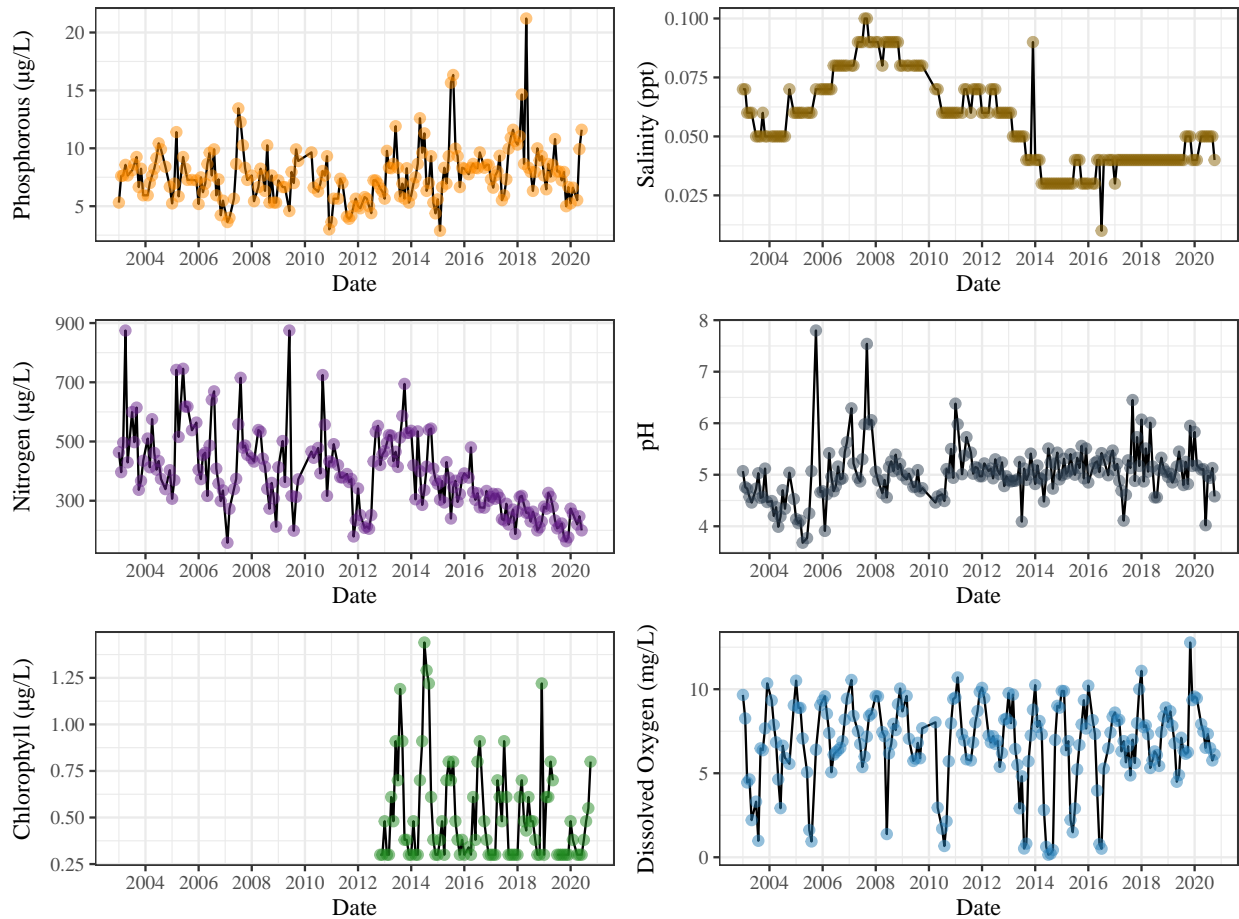 Phosphorous (μg/L)
20
15
10
5
2004 2006 2008 2010 2012 2014 2016 2018 2020
Date
Salinity (ppt)
0.100
0.075
0.050
0.025
2004 2006 2008 2010 2012 2014 2016 2018 2020
Date
Nitrogen (μg/L)
900
700
500
300
2004 2006 2008 2010 2012 2014 2016 2018 2020
Date
pH
8
7
6
5
4
2004 2006 2008 2010 2012 2014 2016 2018 2020
Date
Chlorophyll (μg/L)
1.25
1.00
0.75
0.50
0.25
2004 2006 2008 2010 2012 2014 2016 2018 2020
Date
Dissolved Oxygen (mg/L)
10
5
0
2004 2006 2008 2010 2012 2014 2016 2018 2020
Date